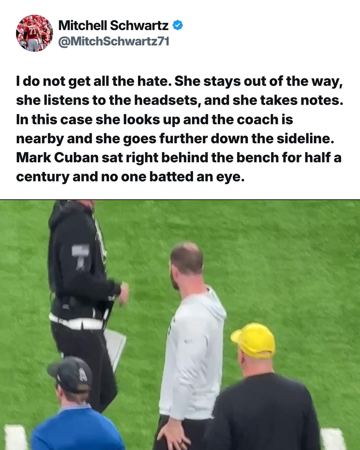 Mitchell Schwartz
@MitchSchwartz71
I do not get all the hate. She stays out of the way,
she listens to the headsets, and she takes notes.
In this case she looks up and the coach is
nearby and she goes further down the sideline.
Mark Cuban sat right behind the bench for half a
century and no one batted an eye.